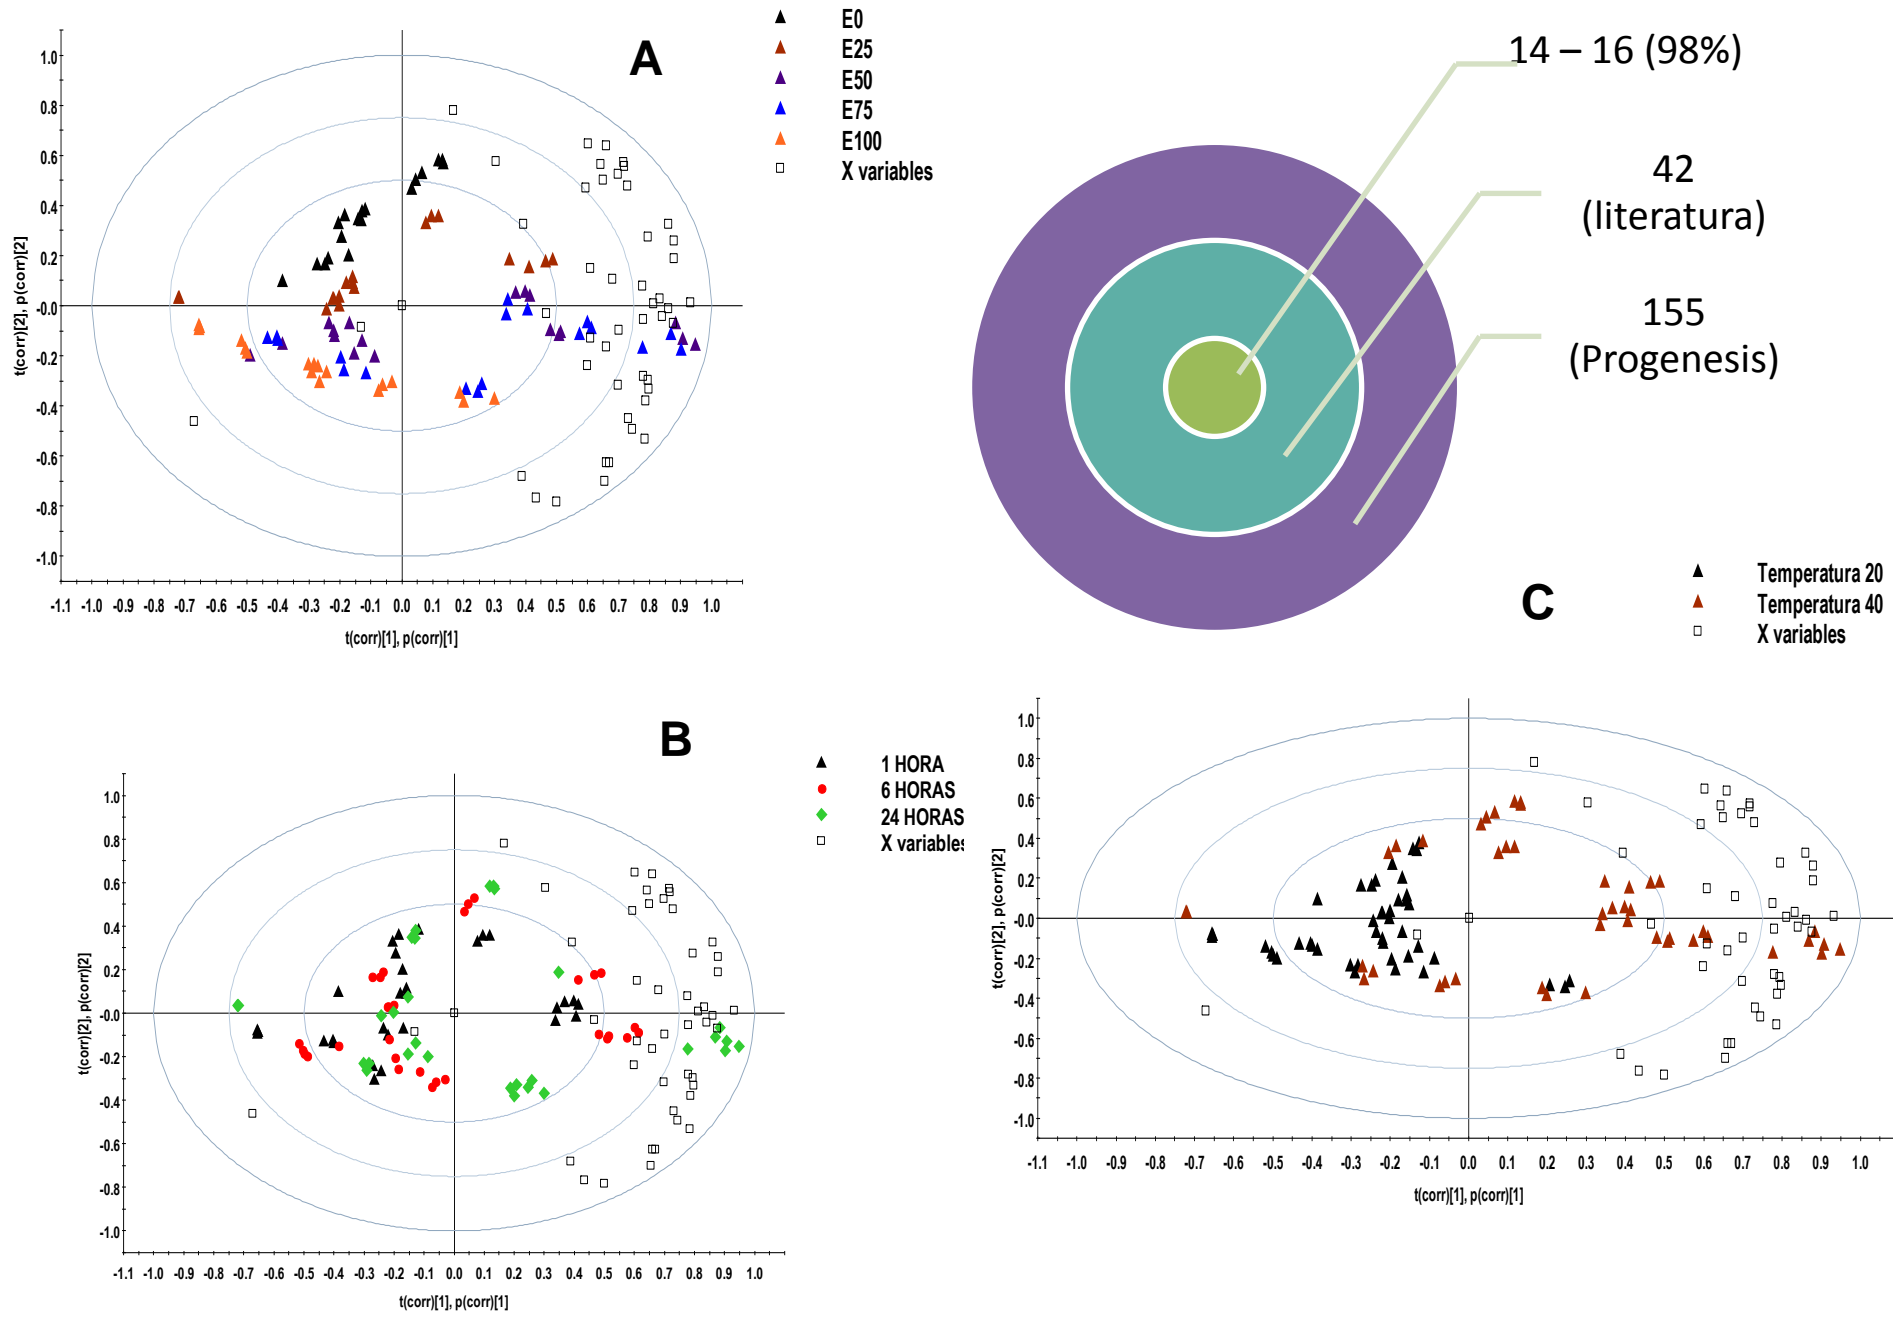 A
E0
E25
E50
E75
E100
X variables
1.0
0.8
0.6
0.4
0.2
-0.0
-0.2
-0.4
-0.6
-0.8
-1.0
t(corr)[2], p(corr)[2]
-1.1 -1.0 -0.9 -0.8 -0.7 -0.6 -0.5 -0.4 -0.3 -0.2 -0.1 0.0 0.1 0.2 0.3 0.4 0.5 0.6 0.7 0.8 0.9 1.0
t(corr)[1], p(corr)[1]
14 – 16 (98%)
42
(literatura)
155
(Progenesis)
B
1 HORA
6 HORAS
24 HORAS
X variables
1.0
0.8
0.6
0.4
0.2
-0.0
-0.2
-0.4
-0.6
-0.8
-1.0
t(corr)[2], p(corr)[2]
-1.1 -1.0 -0.9 -0.8 -0.7 -0.6 -0.5 -0.4 -0.3 -0.2 -0.1 0.0 0.1 0.2 0.3 0.4 0.5 0.6 0.7 0.8 0.9 1.0
t(corr)[1], p(corr)[1]
C
Temperatura 20
Temperatura 40
X variables
1.0
0.8
0.6
0.4
0.2
-0.0
-0.2
-0.4
-0.6
-0.8
-1.0
t(corr)[2], p(corr)[2]
-1.1 -1.0 -0.9 -0.8 -0.7 -0.6 -0.5 -0.4 -0.3 -0.2 -0.1 0.0 0.1 0.2 0.3 0.4 0.5 0.6 0.7 0.8 0.9 1.0
t(corr)[1], p(corr)[1]